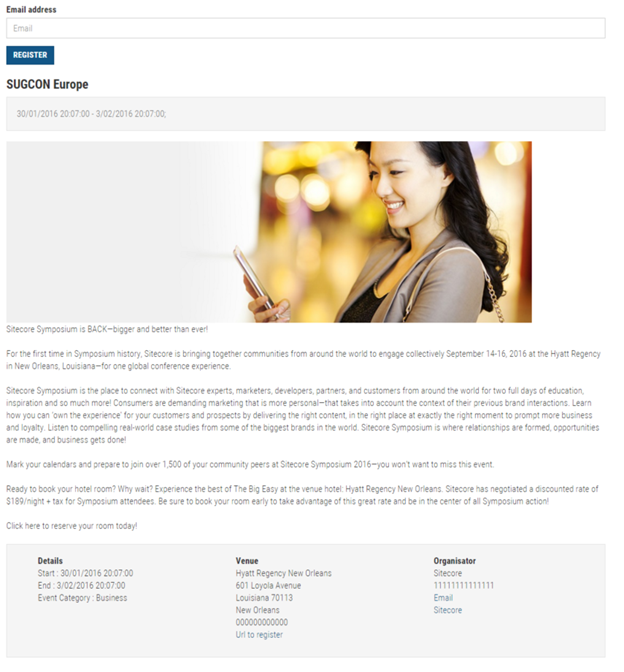 Email address
Email
REGISTER
SUGCON Europe
30/01/2016 20:07:00 - 3/02/2016 20:07:00;
Sitecore Symposium is BACK—bigger and better than ever!
For the first time in Symposium history, Sitecore is bringing together communities from around the world to engage collectively September 14-16, 2016 at the Hyatt Regency
in New Orleans, Louisiana—for one global conference experience.
Sitecore Symposium is the place to connect with Sitecore experts, marketers, developers, partners, and customers from around the world for two full days of education,
inspiration and so much more! Consumers are demanding marketing that is more personal—that takes into account the context of their previous brand interactions. Learn
how you can 'own the experience' for your customers and prospects by delivering the right content, in the right place at exactly the right moment to prompt more business
and loyalty. Listen to compelling real-world case studies from some of the biggest brands in the world. Sitecore Symposium is where relationships are formed, opportunities
are made, and business gets done!
Mark your calendars and prepare to join over 1,500 of your community peers at Sitecore Symposium 2016—you won't want to miss this event.
Ready to book your hotel room? Why wait? Experience the best of The Big Easy at the venue hotel: Hyatt Regency New Orleans. Sitecore has negotiated a discounted rate of
$189/night + tax for Symposium attendees. Be sure to book your room early to take advantage of this great rate and be in the center of all Symposium action!
Click here to reserve your room today!
Details
Start : 30/01/2016 20:07:00
End : 3/02/2016 20:07:00
Event Category : Business
Venue
Hyatt Regency New Orleans
601 Loyola Avenue
Louisiana 70113
New Orleans
000000000000
Url to register
Organisator
Sitecore
11111111111111
Email
Sitecore